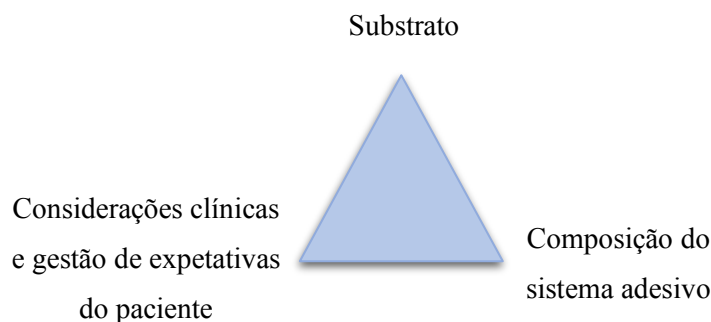 Substrato
Considerações clínicas
e gestão de expetativas
do paciente
Composição do
sistema adesivo